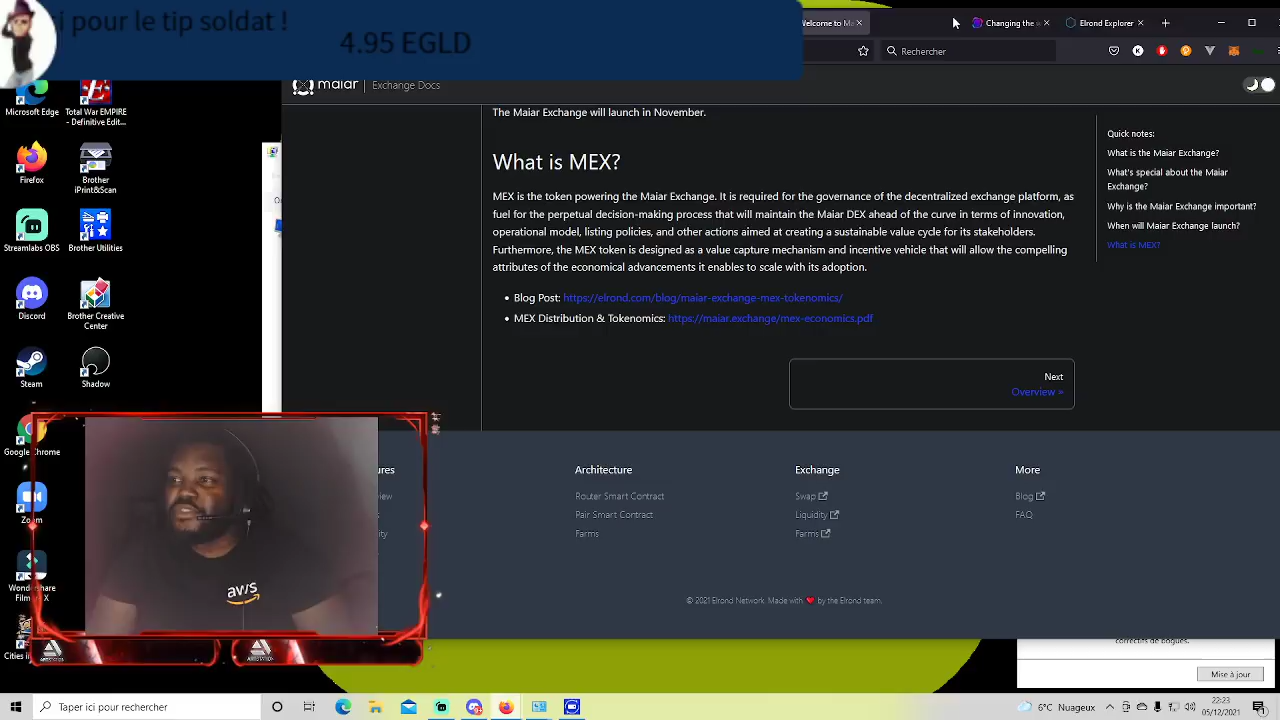 si pour le tip soldat !
4.95 EGLD
Changing the
Elrond Explorer
Rechercher
maiar
Exchange Docs
Microsoft Edge
Total War EMPIRE
- Definitive Edit...
Firefox
Brother
iPrint&Scan
Streamlabs OBS
Brother Utilities
Discord
Brother Creative
Center
Steam
Shadow
Google Chrome
Zoom
Wondershare
The Maiar Exchange will launch in November.
What is MEX?
MEX is the token powering the Maiar Exchange. It is required for the governance of the decentralized exchange platform, as
fuel for the perpetual decision-making process that will maintain the Maiar DEX ahead of the curve in terms of innovation,
operational model, listing policies, and other actions aimed at creating a sustainable value cycle for its stakeholders.
Furthermore, the MEX token is designed as a value capture mechanism and incentive vehicle that will allow the compelling
attributes of the economical advancements it enables to scale with its adoption.
• Blog Post: https://elrond.com/blog/maiar-exchange-mex-tokenomics/
• MEX Distribution & Tokenomics: https://maiar.exchange/mex-economics.pdf
Next
Overview »
Quick notes:
What is the Maiar Exchange?
What's special about the Maiar
Exchange?
Why is the Maiar Exchange important?
When will Maiar Exchange launch?
What is MEX?
Architecture
Router Smart Contract
Pair Smart Contract
Farms
Exchange
Swap
Liquidity
Farms
More
Blog
FAQ
© 2021 Elrond Network. Made with ❤ by the Elrond team.
aws
Mise à jour
Taper ici pour rechercher
6°C Nuageux
22:23
05/12/2021